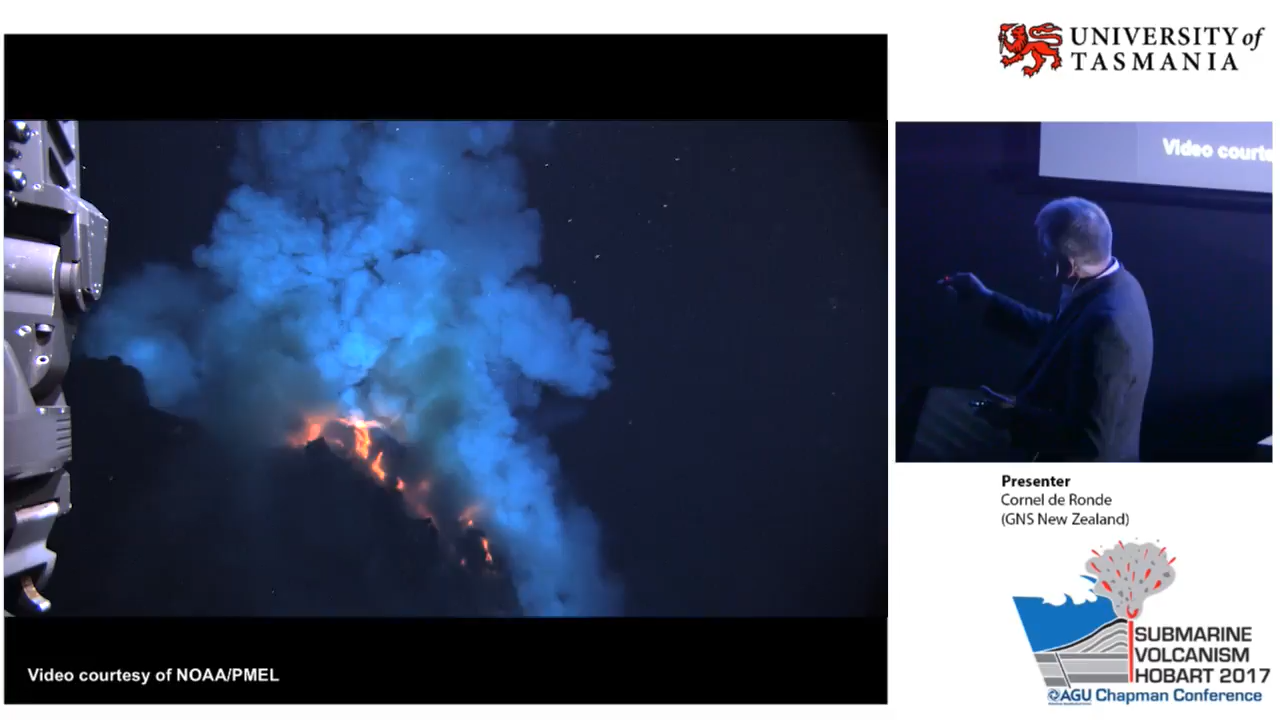 UNIVERSITY of
TASMANIA
Video courte
Presenter
Cornel de Ronde
(GNS New Zealand)
SUBMARINE
VOLCANISM
HOBART 2017
AGU Chapman Conference
Video courtesy of NOAA/PMEL